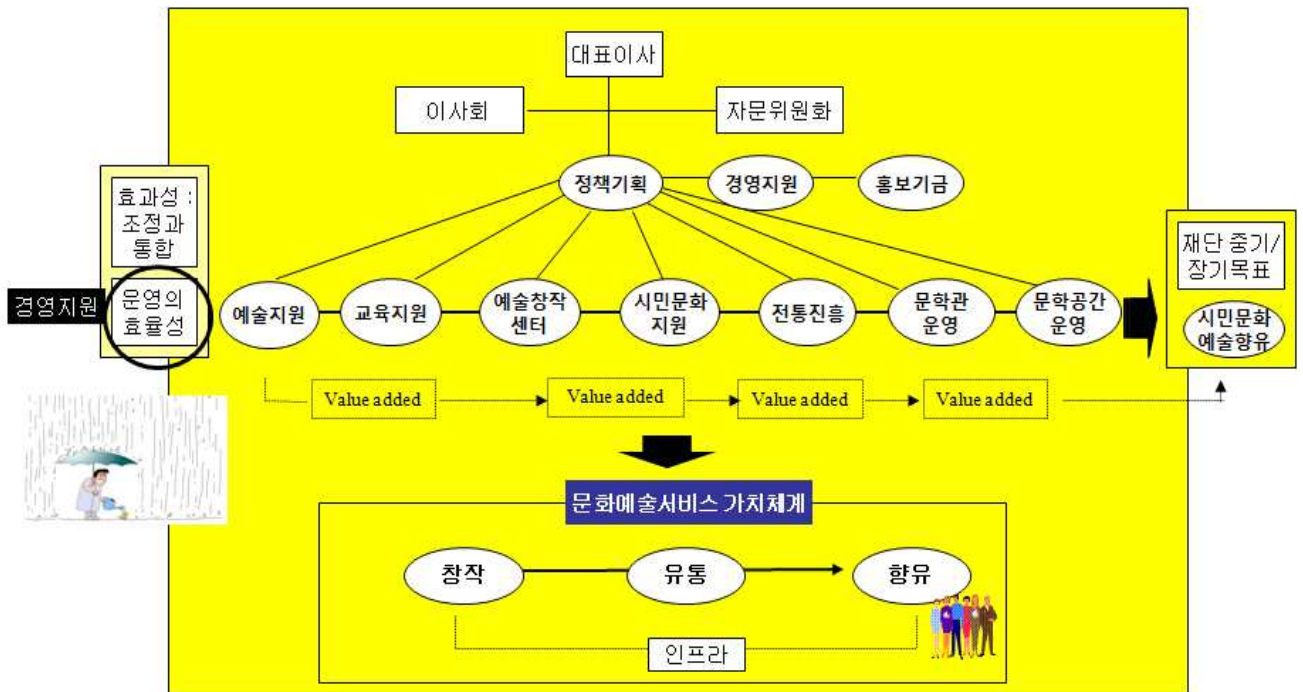 대표이사
이사회
자문위원화
정책기획
경영지원
홍보기금
효과성 :
조정과
통합
운영의
효율성
경영지원
예술지원
교육지원
예술창작
센터
시민문화
지원
전통진흥
문학관
운영
문학공간
운영
재단 중기/
장기목표
시민문화
예술향유
Value added
Value added
Value added
Value added
문화예술서비스 가치체계
창작
유통
향유
인프라